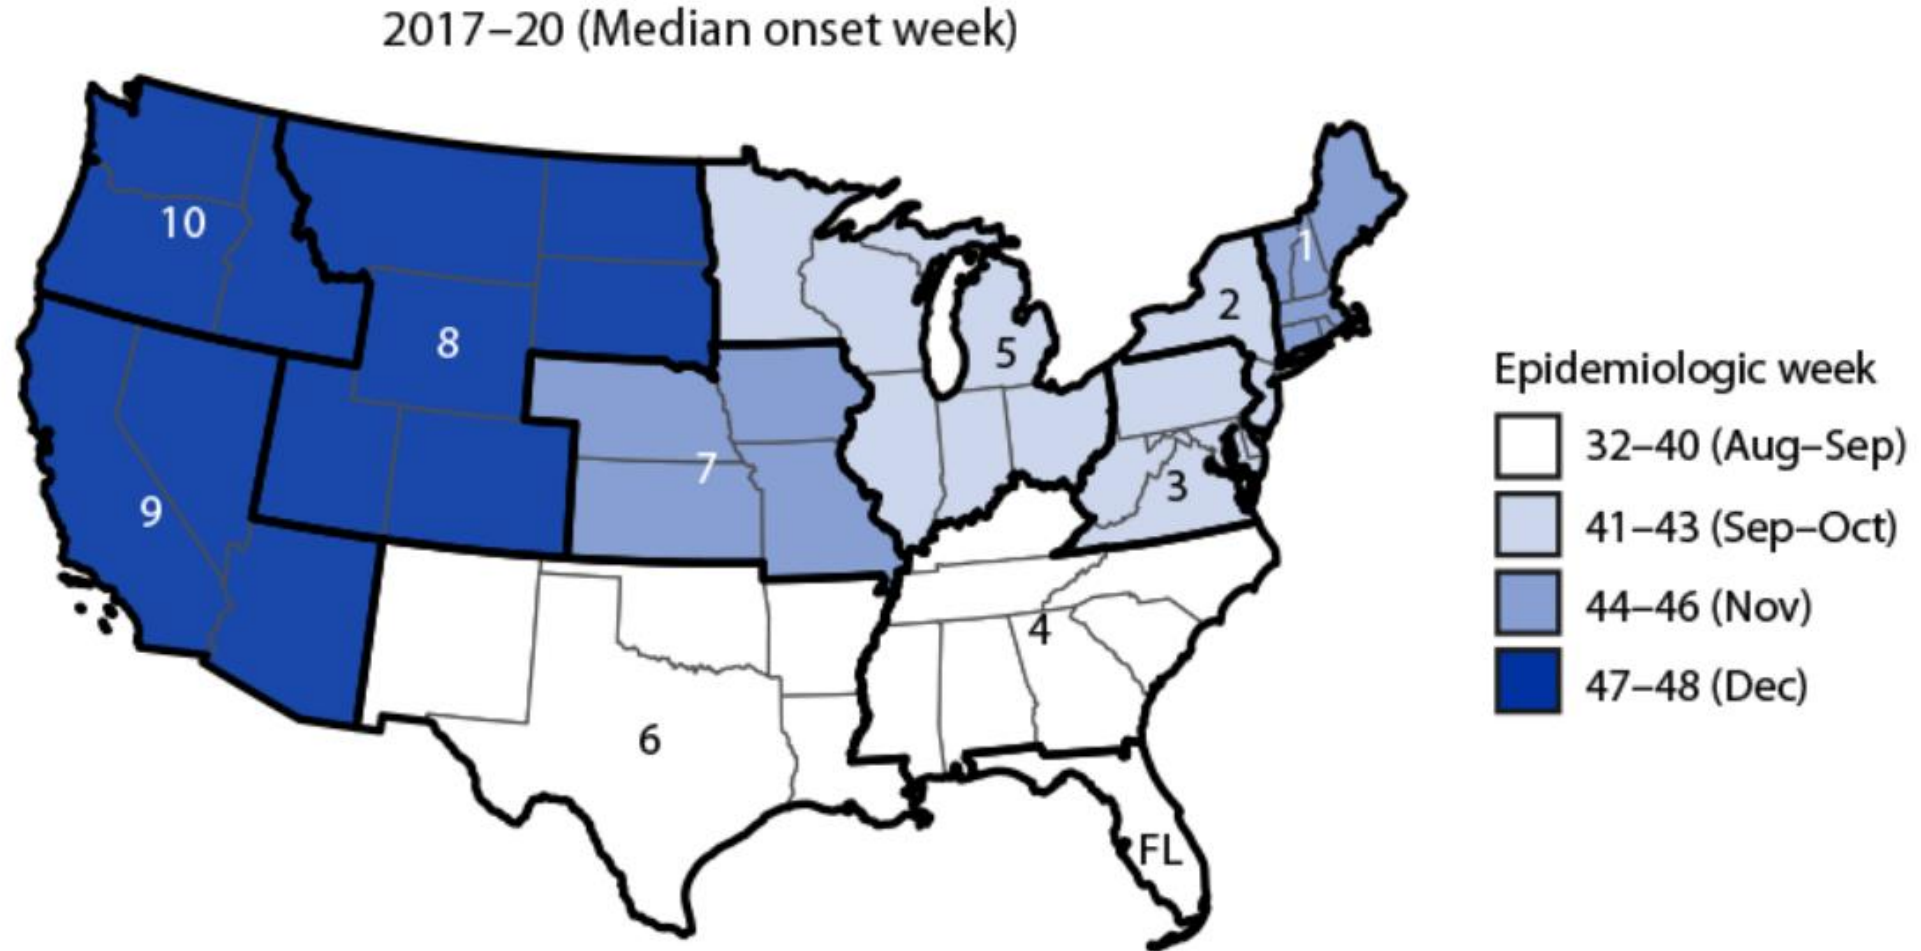 2017–20 (Median onset week)
10
1
2
8
5
7
3
9
4
6
FL
Epidemiologic week
32–40 (Aug–Sep)
41–43 (Sep–Oct)
44–46 (Nov)
47–48 (Dec)